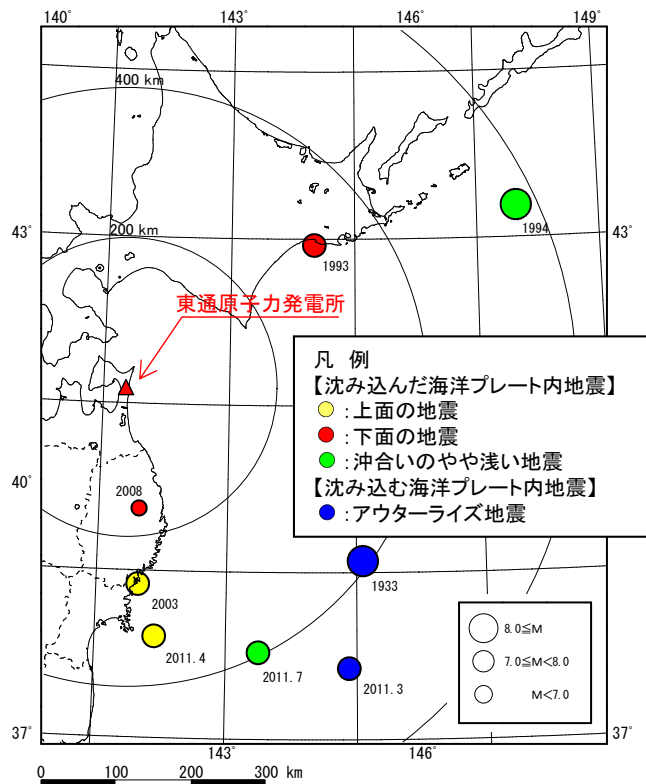 140°
143°
146°
149°
400 km
1994
43°
43°
200 km
1993
東通原子力発電所
凡 例
【沈み込んだ海洋プレート内地震】
:上面の地震
:下面の地震
:沖合いのやや浅い地震
【沈み込む海洋プレート内地震】
:アウターライズ地震
40°
2008
1933
2003
8.0≦M
7.0≦M<8.0
M<7.0
2011.4
2011.7
2011.3
37°
37°
143°
146°
0 100 200 300 km